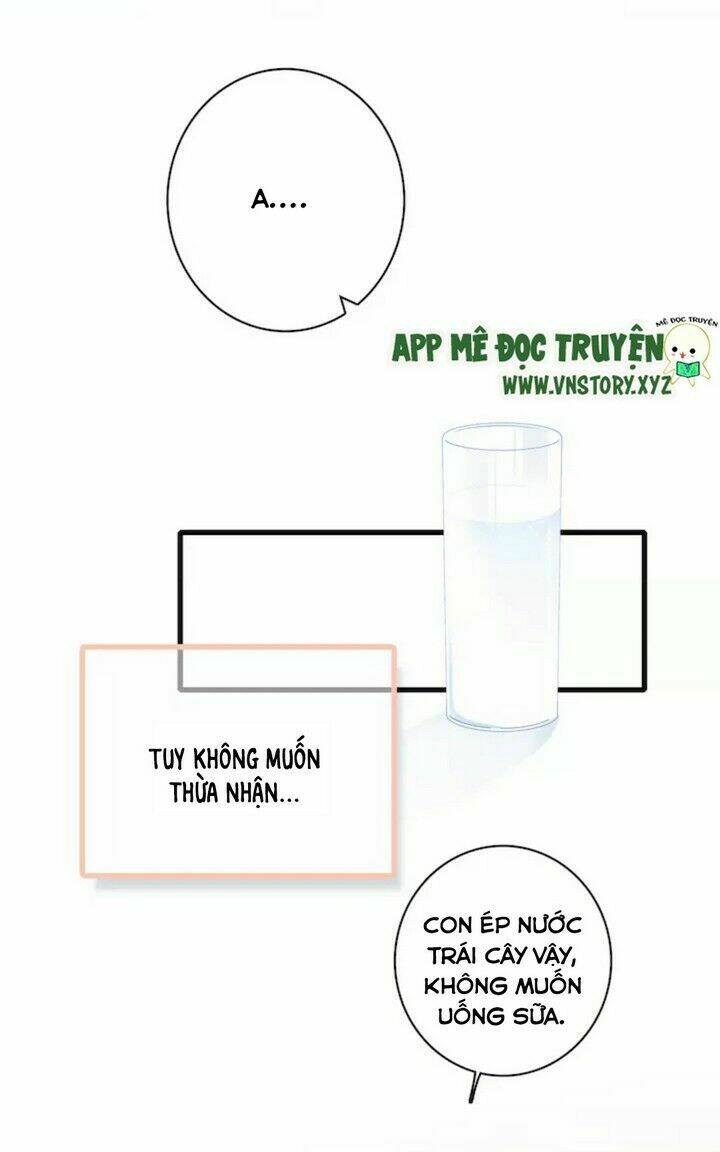 A....
MÊ ĐỌC TRUYỆN
APP MÊ ĐỌC TRUYỆN
WWW.VNSTORY.XYZ
TUY KHÔNG MUỐN
THỪA NHẬN...
CON ÉP NƯỚC
TRÁI CÂY VẬY,
KHÔNG MUỐN
UỐNG SỮA.